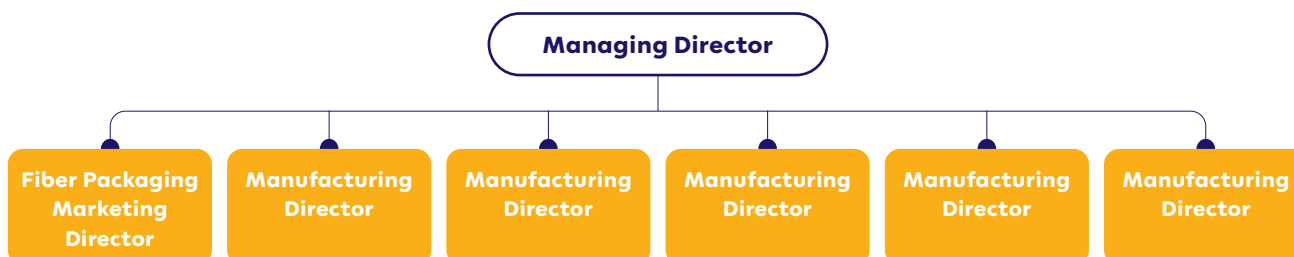 Managing Director
Fiber Packaging
Marketing
Director
Manufacturing
Director
Manufacturing
Director
Manufacturing
Director
Manufacturing
Director
Manufacturing
Director